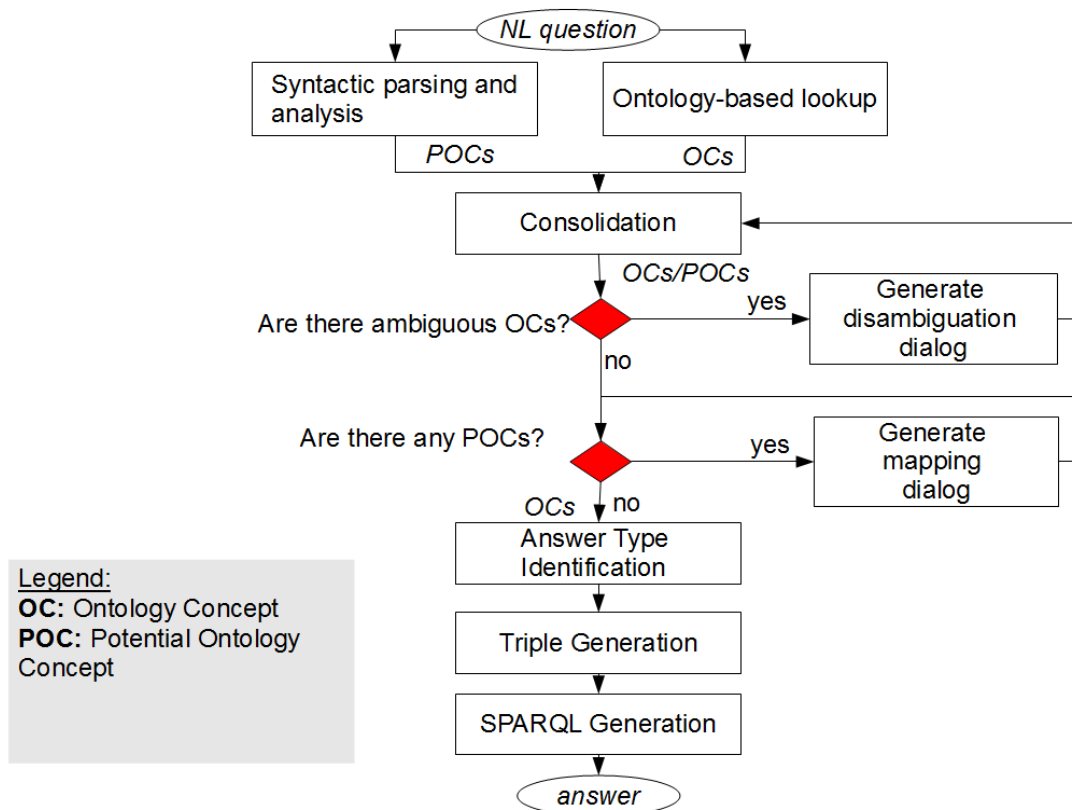 NL question
Syntactic parsing and
analysis
Ontology-based lookup
POCs
OCs
Consolidation
OCs/POCs
Are there ambiguous OCs?
yes
Generate
disambiguation
dialog
no
Are there any POCs?
yes
Generate
mapping
dialog
OCs
no
Answer Type
Identification
Triple Generation
SPARQL Generation
answer
Legend:
OC: Ontology Concept
POC: Potential Ontology
Concept